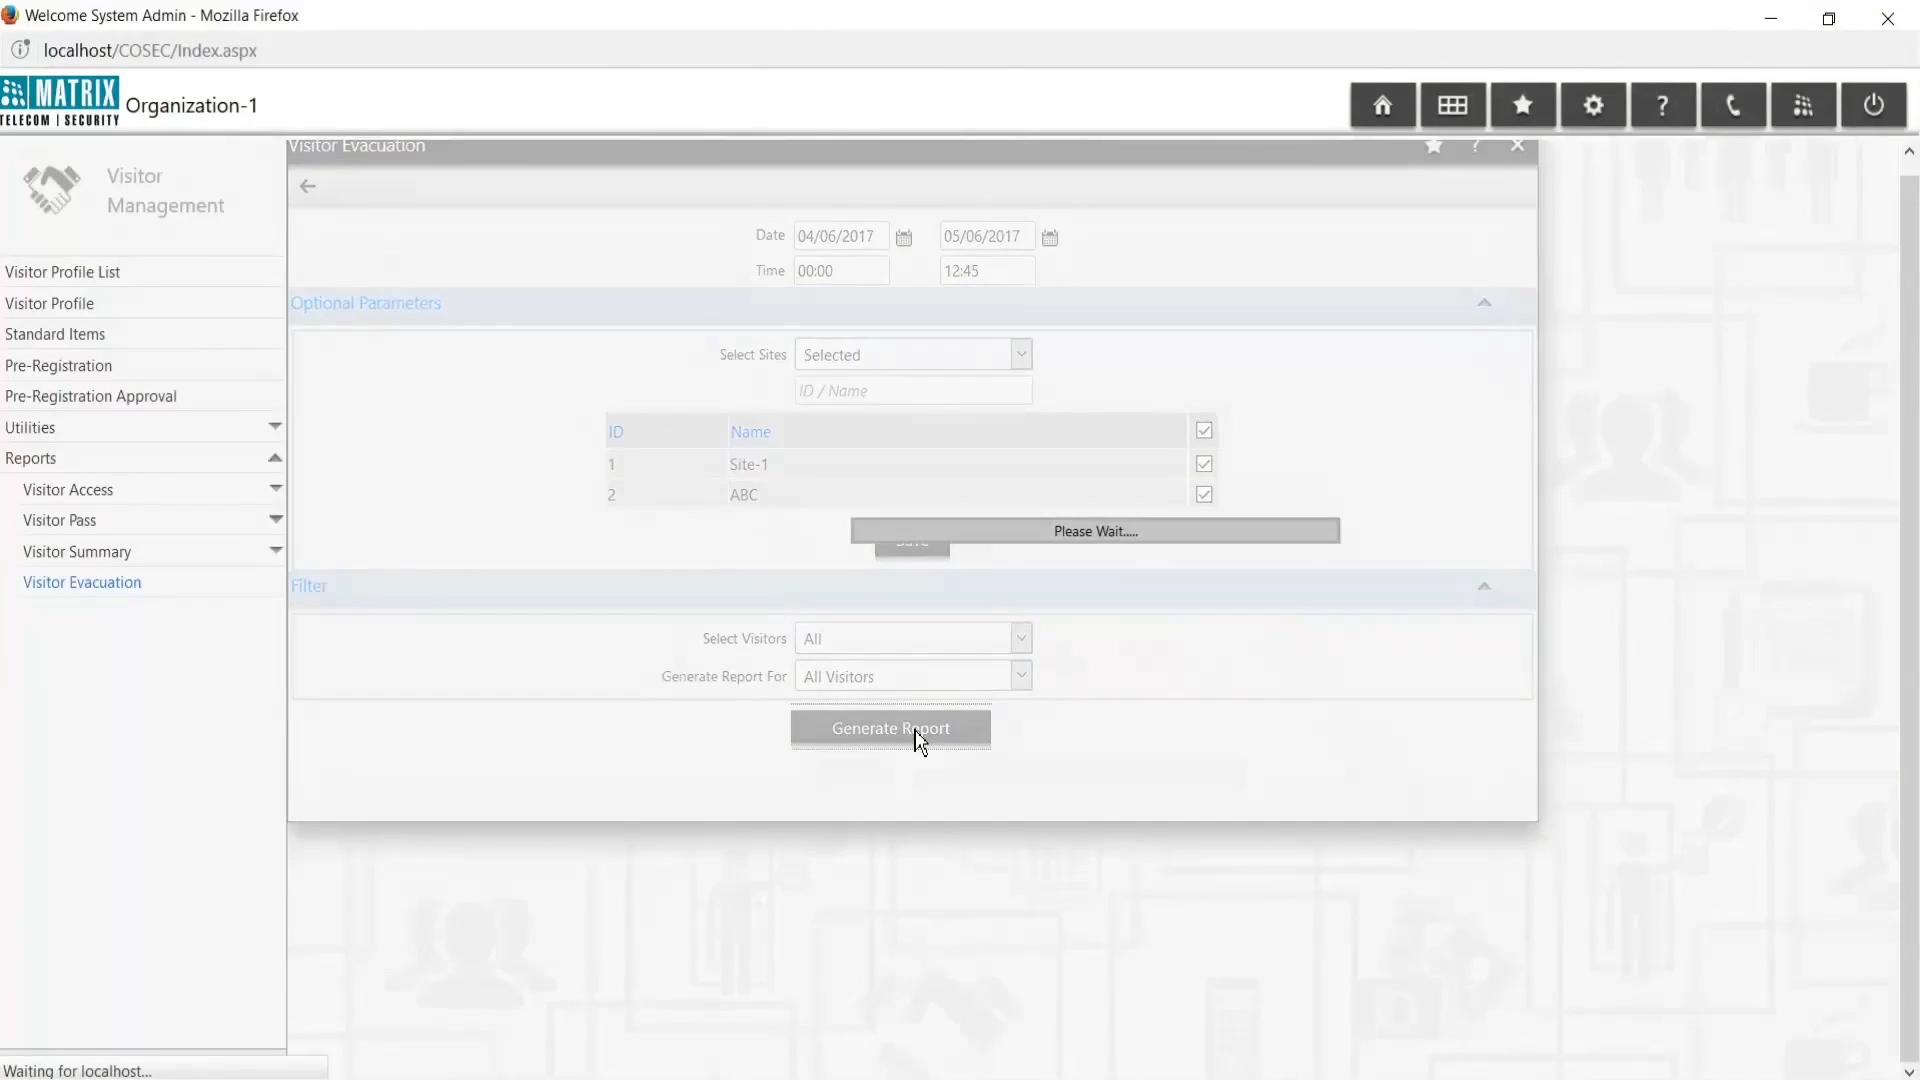 Welcome System Admin - Mozilla Firefox
localhost/COSEC/Index.aspx
MATRIX
TELECOM | SECURITY
Organization-1
Visitor
Management
Visitor Profile List
Visitor Profile
Standard Items
Pre-Registration
Pre-Registration Approval
Utilities
Reports
Visitor Access
Visitor Pass
Visitor Summary
Visitor Evacuation
Visitor Evacuation
Date 04/06/2017 05/06/2017
Time 00:00 12:45
Optional Parameters
Select Sites Selected
ID / Name
ID Name
1 Site-1
2 ABC
Please Wait.....
Filter
Select Visitors All
Generate Report For All Visitors
Generate Report
Waiting for localhost...